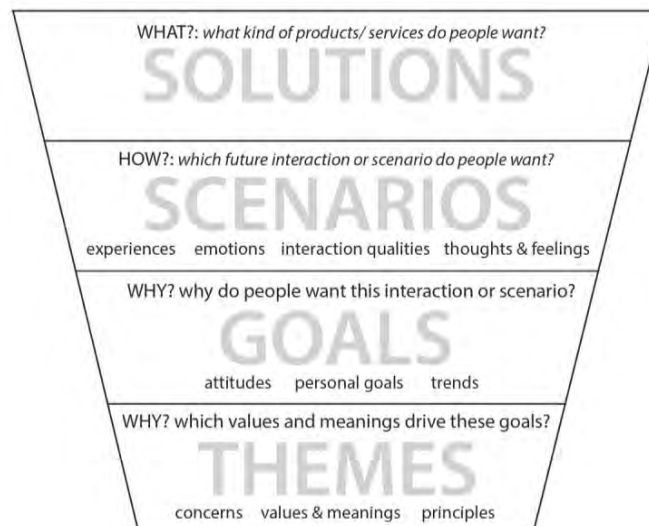 WHAT?: what kind of products/ services do people want?
SOLUTIONS
HOW?: which future interaction or scenario do people want?
SCENARIOS
experiences emotions interaction qualities thoughts & feelings
WHY? why do people want this interaction or scenario?
GOALS
attitudes personal goals trends
WHY? which values and meanings drive these goals?
THEMES
concerns values & meanings principles